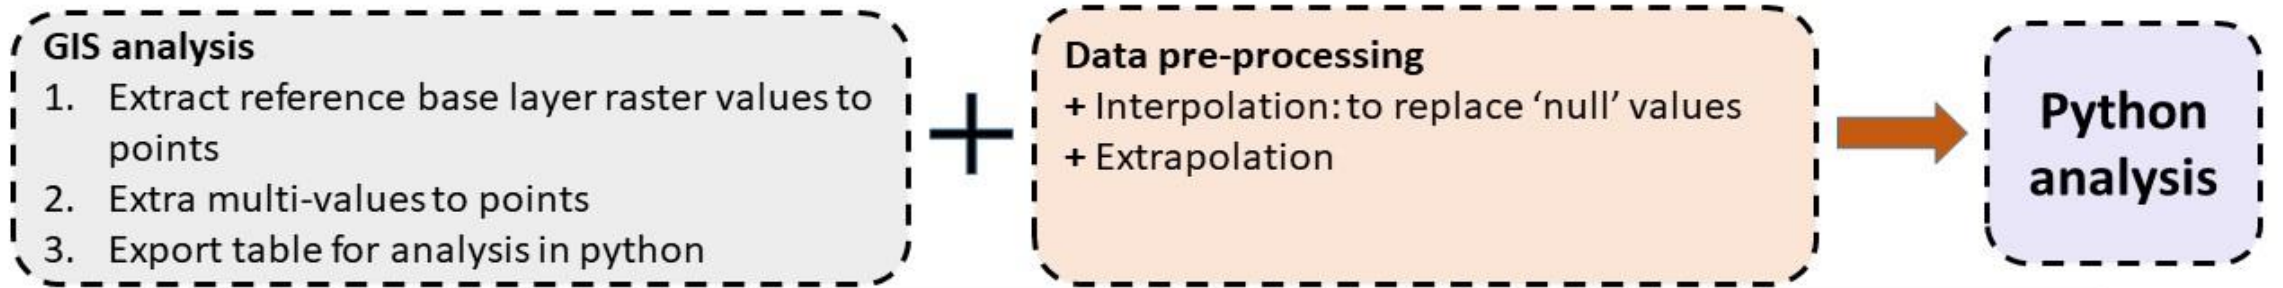 GIS analysis
1. Extract reference base layer raster values to
points
2. Extra multi-values to points
3. Export table for analysis in python
+
Data pre-processing
+ Interpolation: to replace ‘null’ values
+ Extrapolation
Python
analysis